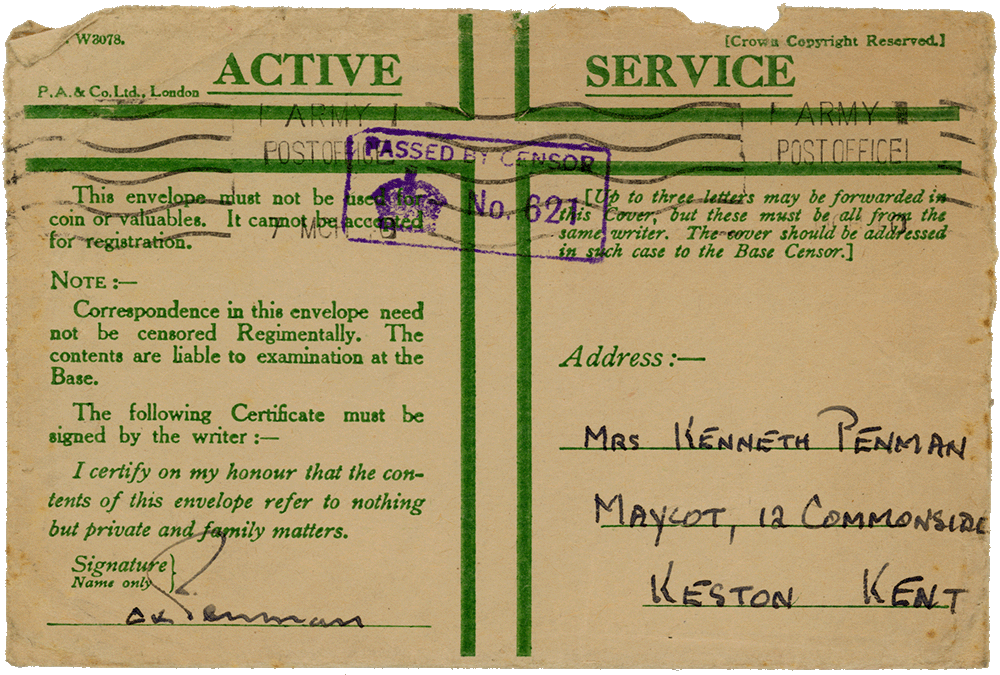 W3078.
[Crown Copyright Reserved.]
ACTIVE SERVICE
P.A. & Co. Ltd., London
ARMY
POST OFFICE
ARMY
POST OFFICE
PASSED BY CENSOR
No. 621
This envelope must not be used for
coin or valuables. It cannot be accepted
for registration.
NOTE :—
Correspondence in this envelope need
not be censored Regimentally. The
contents are liable to examination at the
Base.
The following Certificate must be
signed by the writer :—
I certify on my honour that the con-
tents of this envelope refer to nothing
but private and family matters.
Signature }
Name only
Penman
[Up to three letters may be forwarded in
this Cover, but these must be all from the
same writer. The cover should be addressed
in such case to the Base Censor.]
Address :—
MRS KENNETH PENMAN
MAYCOT, 12 COMMONSIDE
KESTON KENT